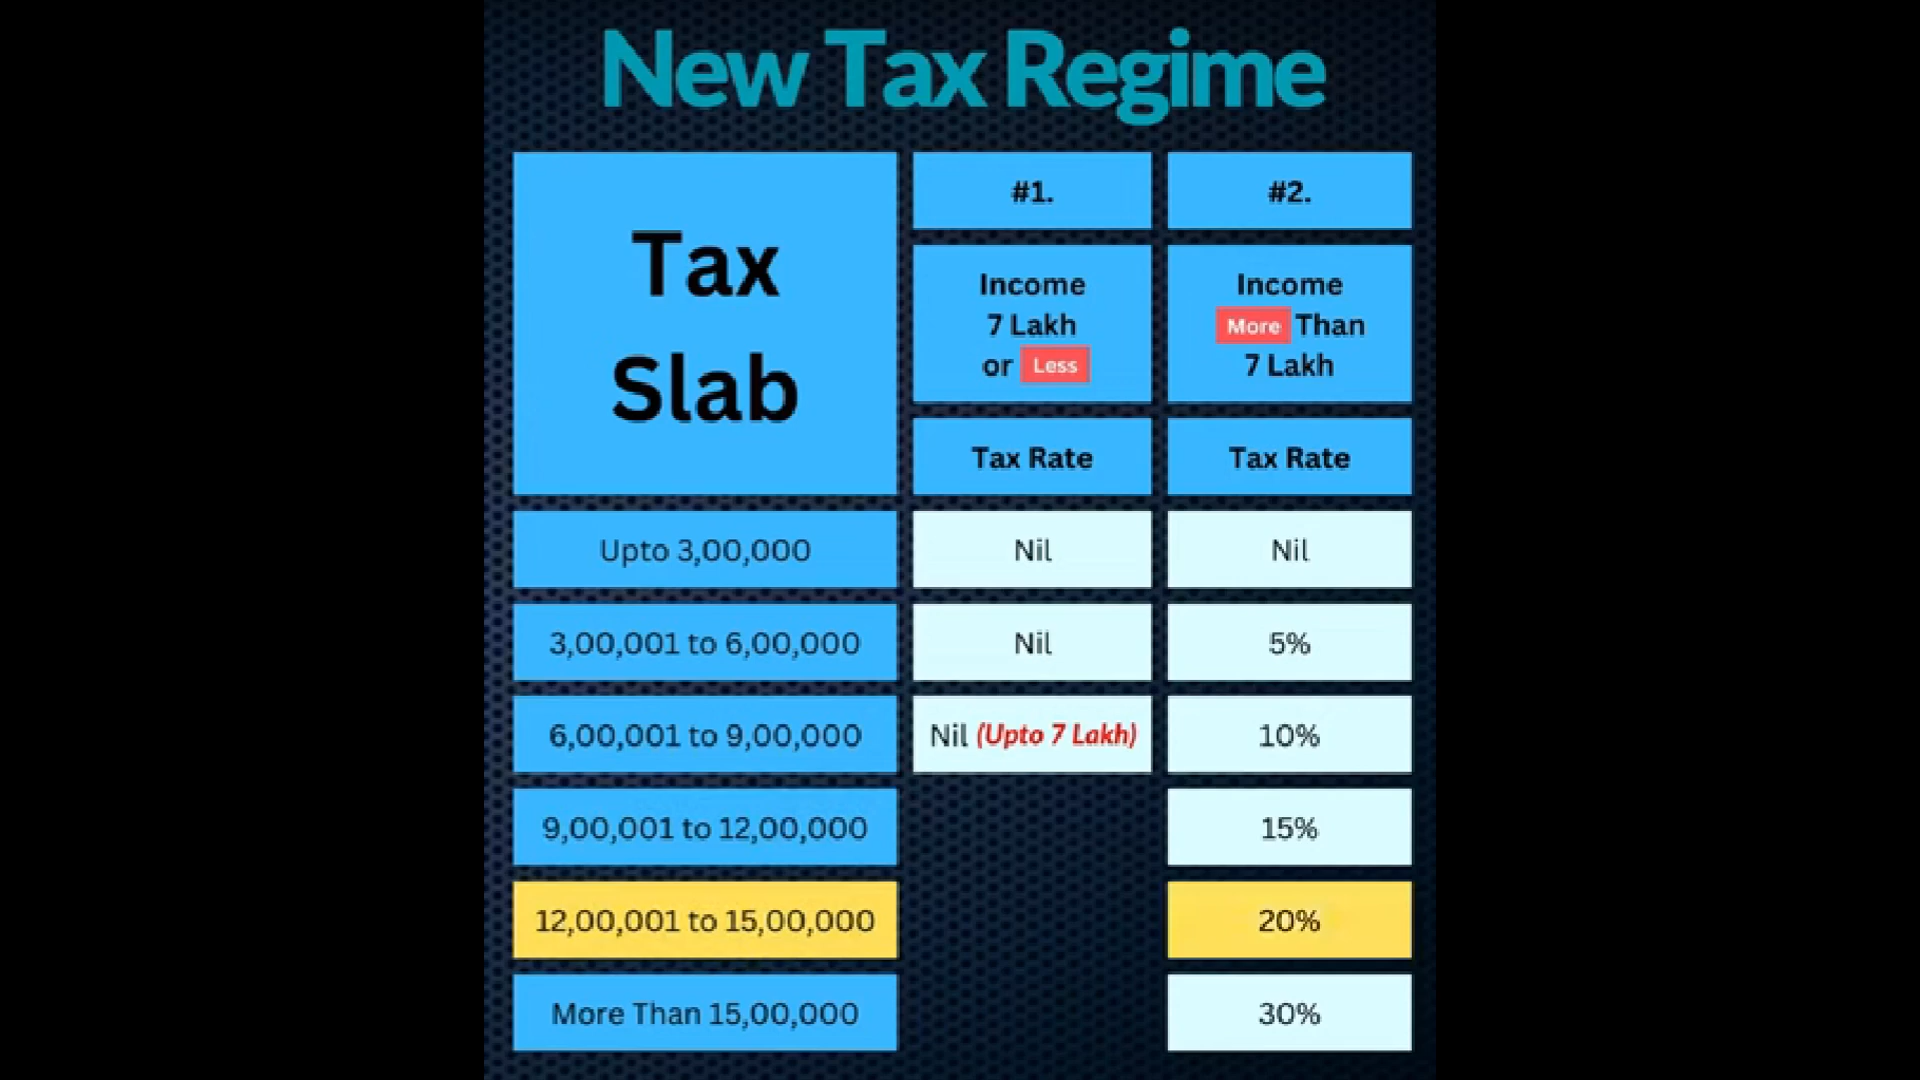 New Tax Regime
Tax
Slab
#1.
#2.
Income
7 Lakh
or Less
Income
More Than
7 Lakh
Tax Rate
Tax Rate
Upto 3,00,000
Nil
Nil
3,00,001 to 6,00,000
Nil
5%
6,00,001 to 9,00,000
Nil (Upto 7 Lakh)
10%
9,00,001 to 12,00,000
15%
12,00,001 to 15,00,000
20%
More Than 15,00,000
30%